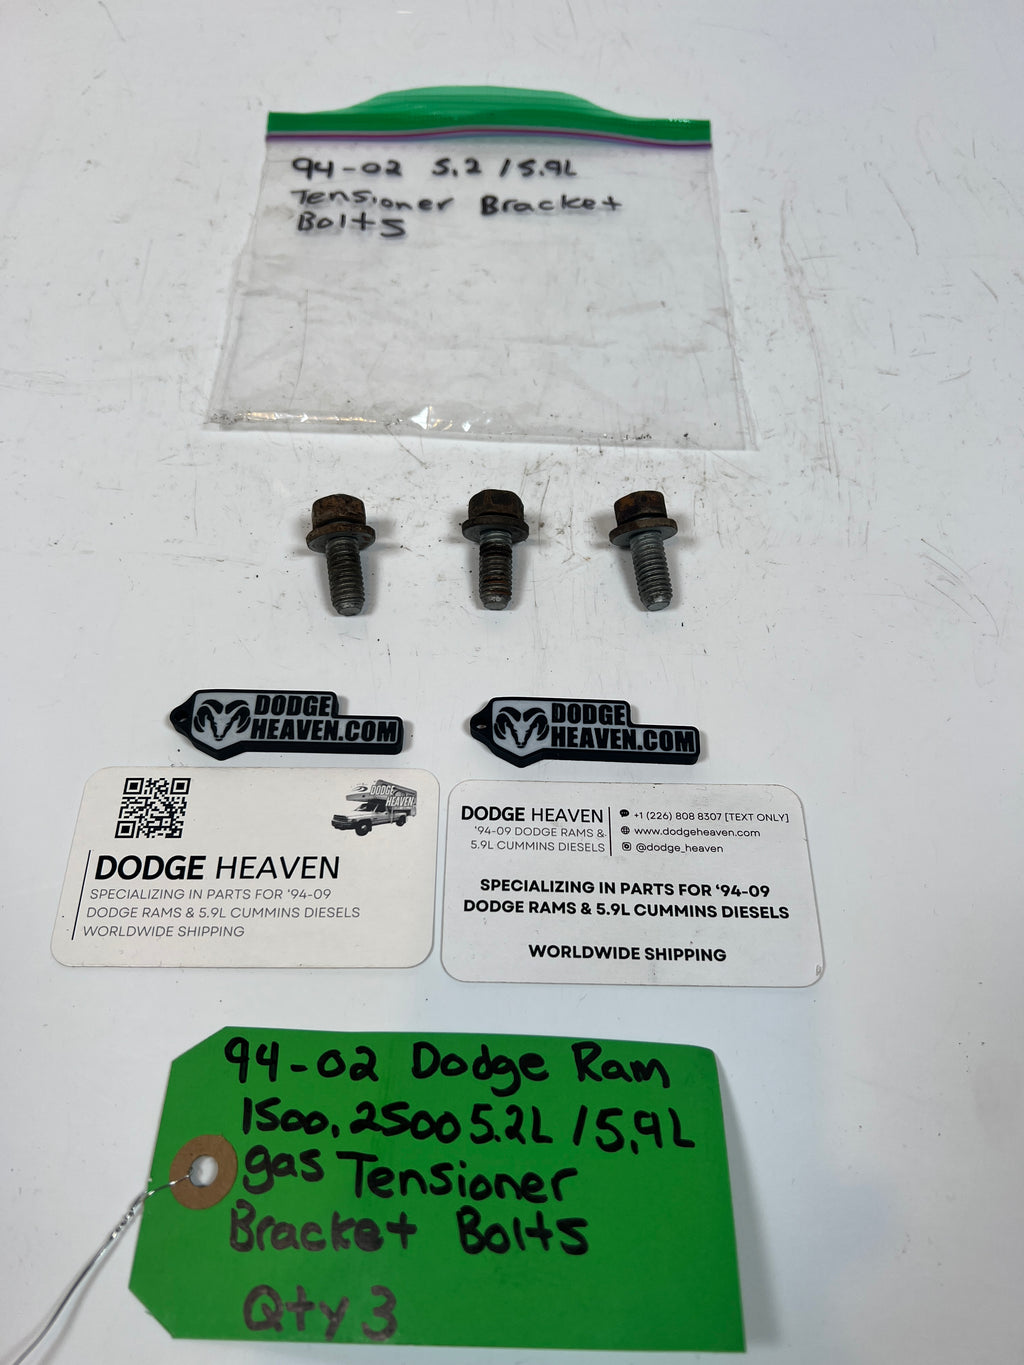 94-02 5.2 / 5.9L
Tensioner Bracket
Bolts
DODGE
HEAVEN.COM
DODGE
HEAVEN.COM
DODGE
HEAVEN
DODGE HEAVEN
SPECIALIZING IN PARTS FOR '94-09
DODGE RAMS & 5.9L CUMMINS DIESELS
WORLDWIDE SHIPPING
DODGE HEAVEN
'94-09 DODGE RAMS &
5.9L CUMMINS DIESELS
+1 (226) 808 8307 [TEXT ONLY]
www.dodgeheaven.com
@dodge_heaven
SPECIALIZING IN PARTS FOR '94-09
DODGE RAMS & 5.9L CUMMINS DIESELS
WORLDWIDE SHIPPING
94-02 Dodge Ram
1500, 2500 5.2L / 5.9L
gas Tensioner
Bracket Bolts
Qty 3